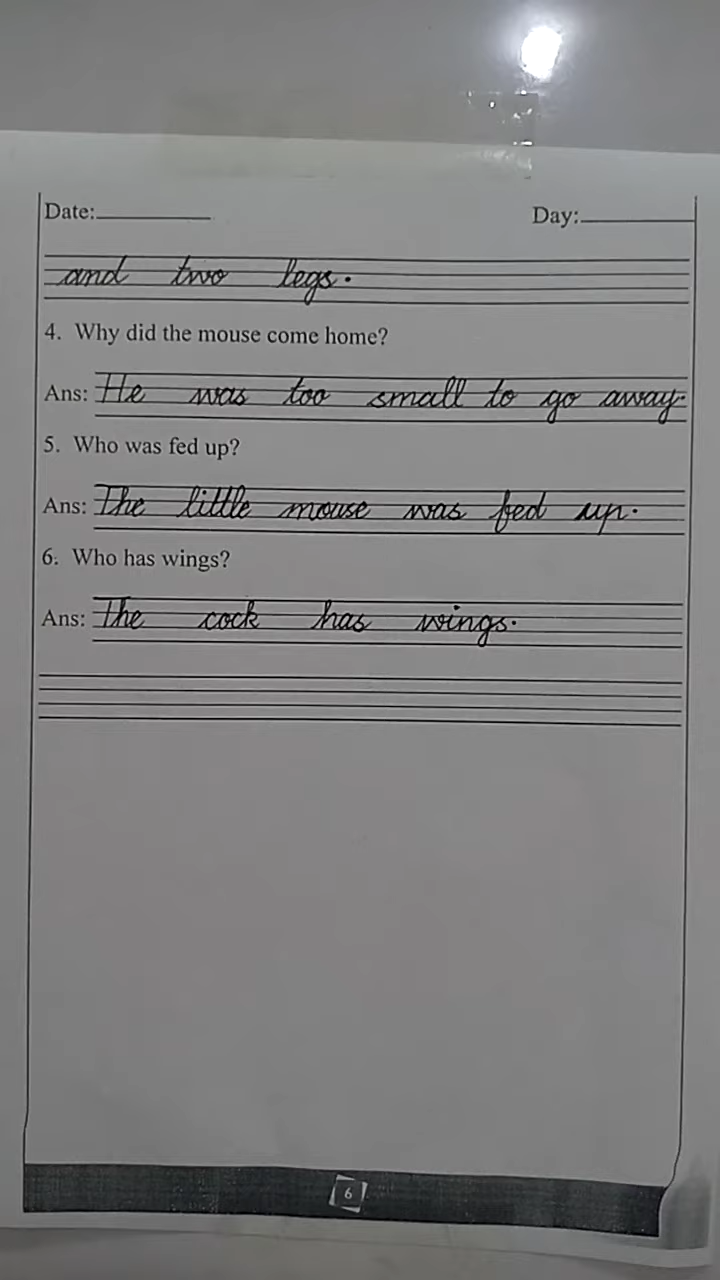 Date:__________ Day:__________
and two legs.
4. Why did the mouse come home?
Ans: He was too small to go away.
5. Who was fed up?
Ans: The little mouse was fed up.
6. Who has wings?
Ans: The cock has wings.
6